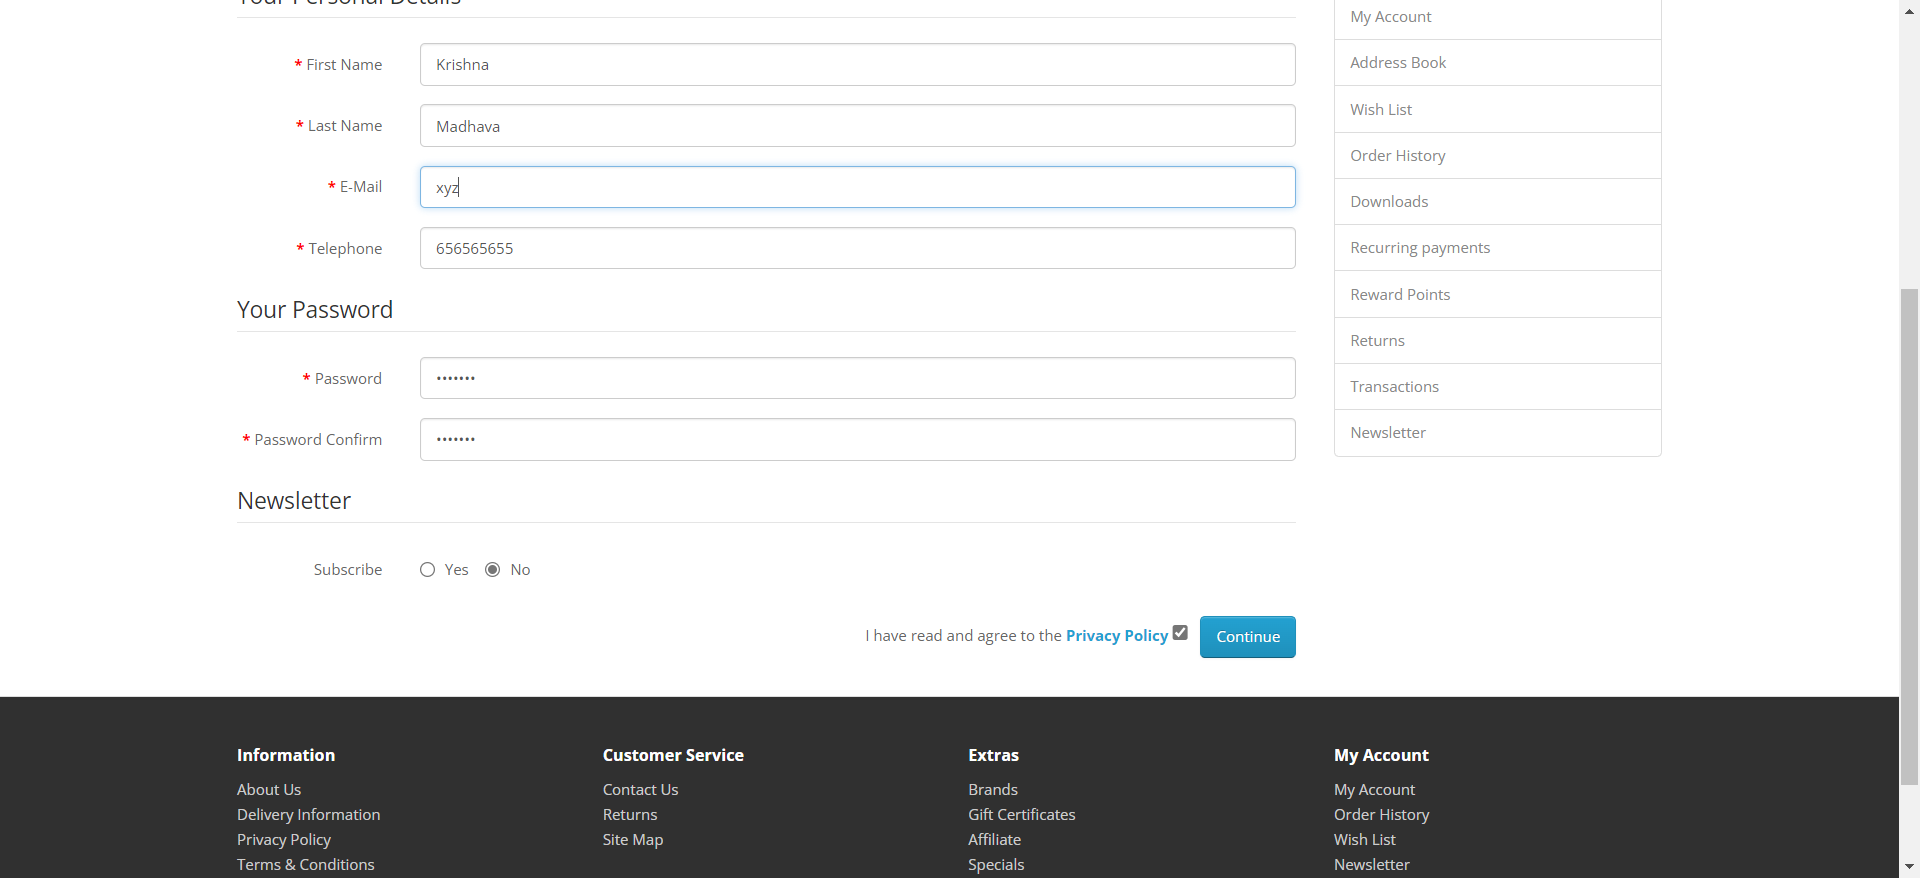 Your Personal Details
* First Name
Krishna
* Last Name
Madhava
* E-Mail
xyz
* Telephone
656565655
Your Password
* Password
•••••••
* Password Confirm
•••••••
Newsletter
Subscribe
Yes No
I have read and agree to the Privacy Policy
Continue
My Account
Address Book
Wish List
Order History
Downloads
Recurring payments
Reward Points
Returns
Transactions
Newsletter
Information
About Us
Delivery Information
Privacy Policy
Terms & Conditions
Customer Service
Contact Us
Returns
Site Map
Extras
Brands
Gift Certificates
Affiliate
Specials
My Account
My Account
Order History
Wish List
Newsletter